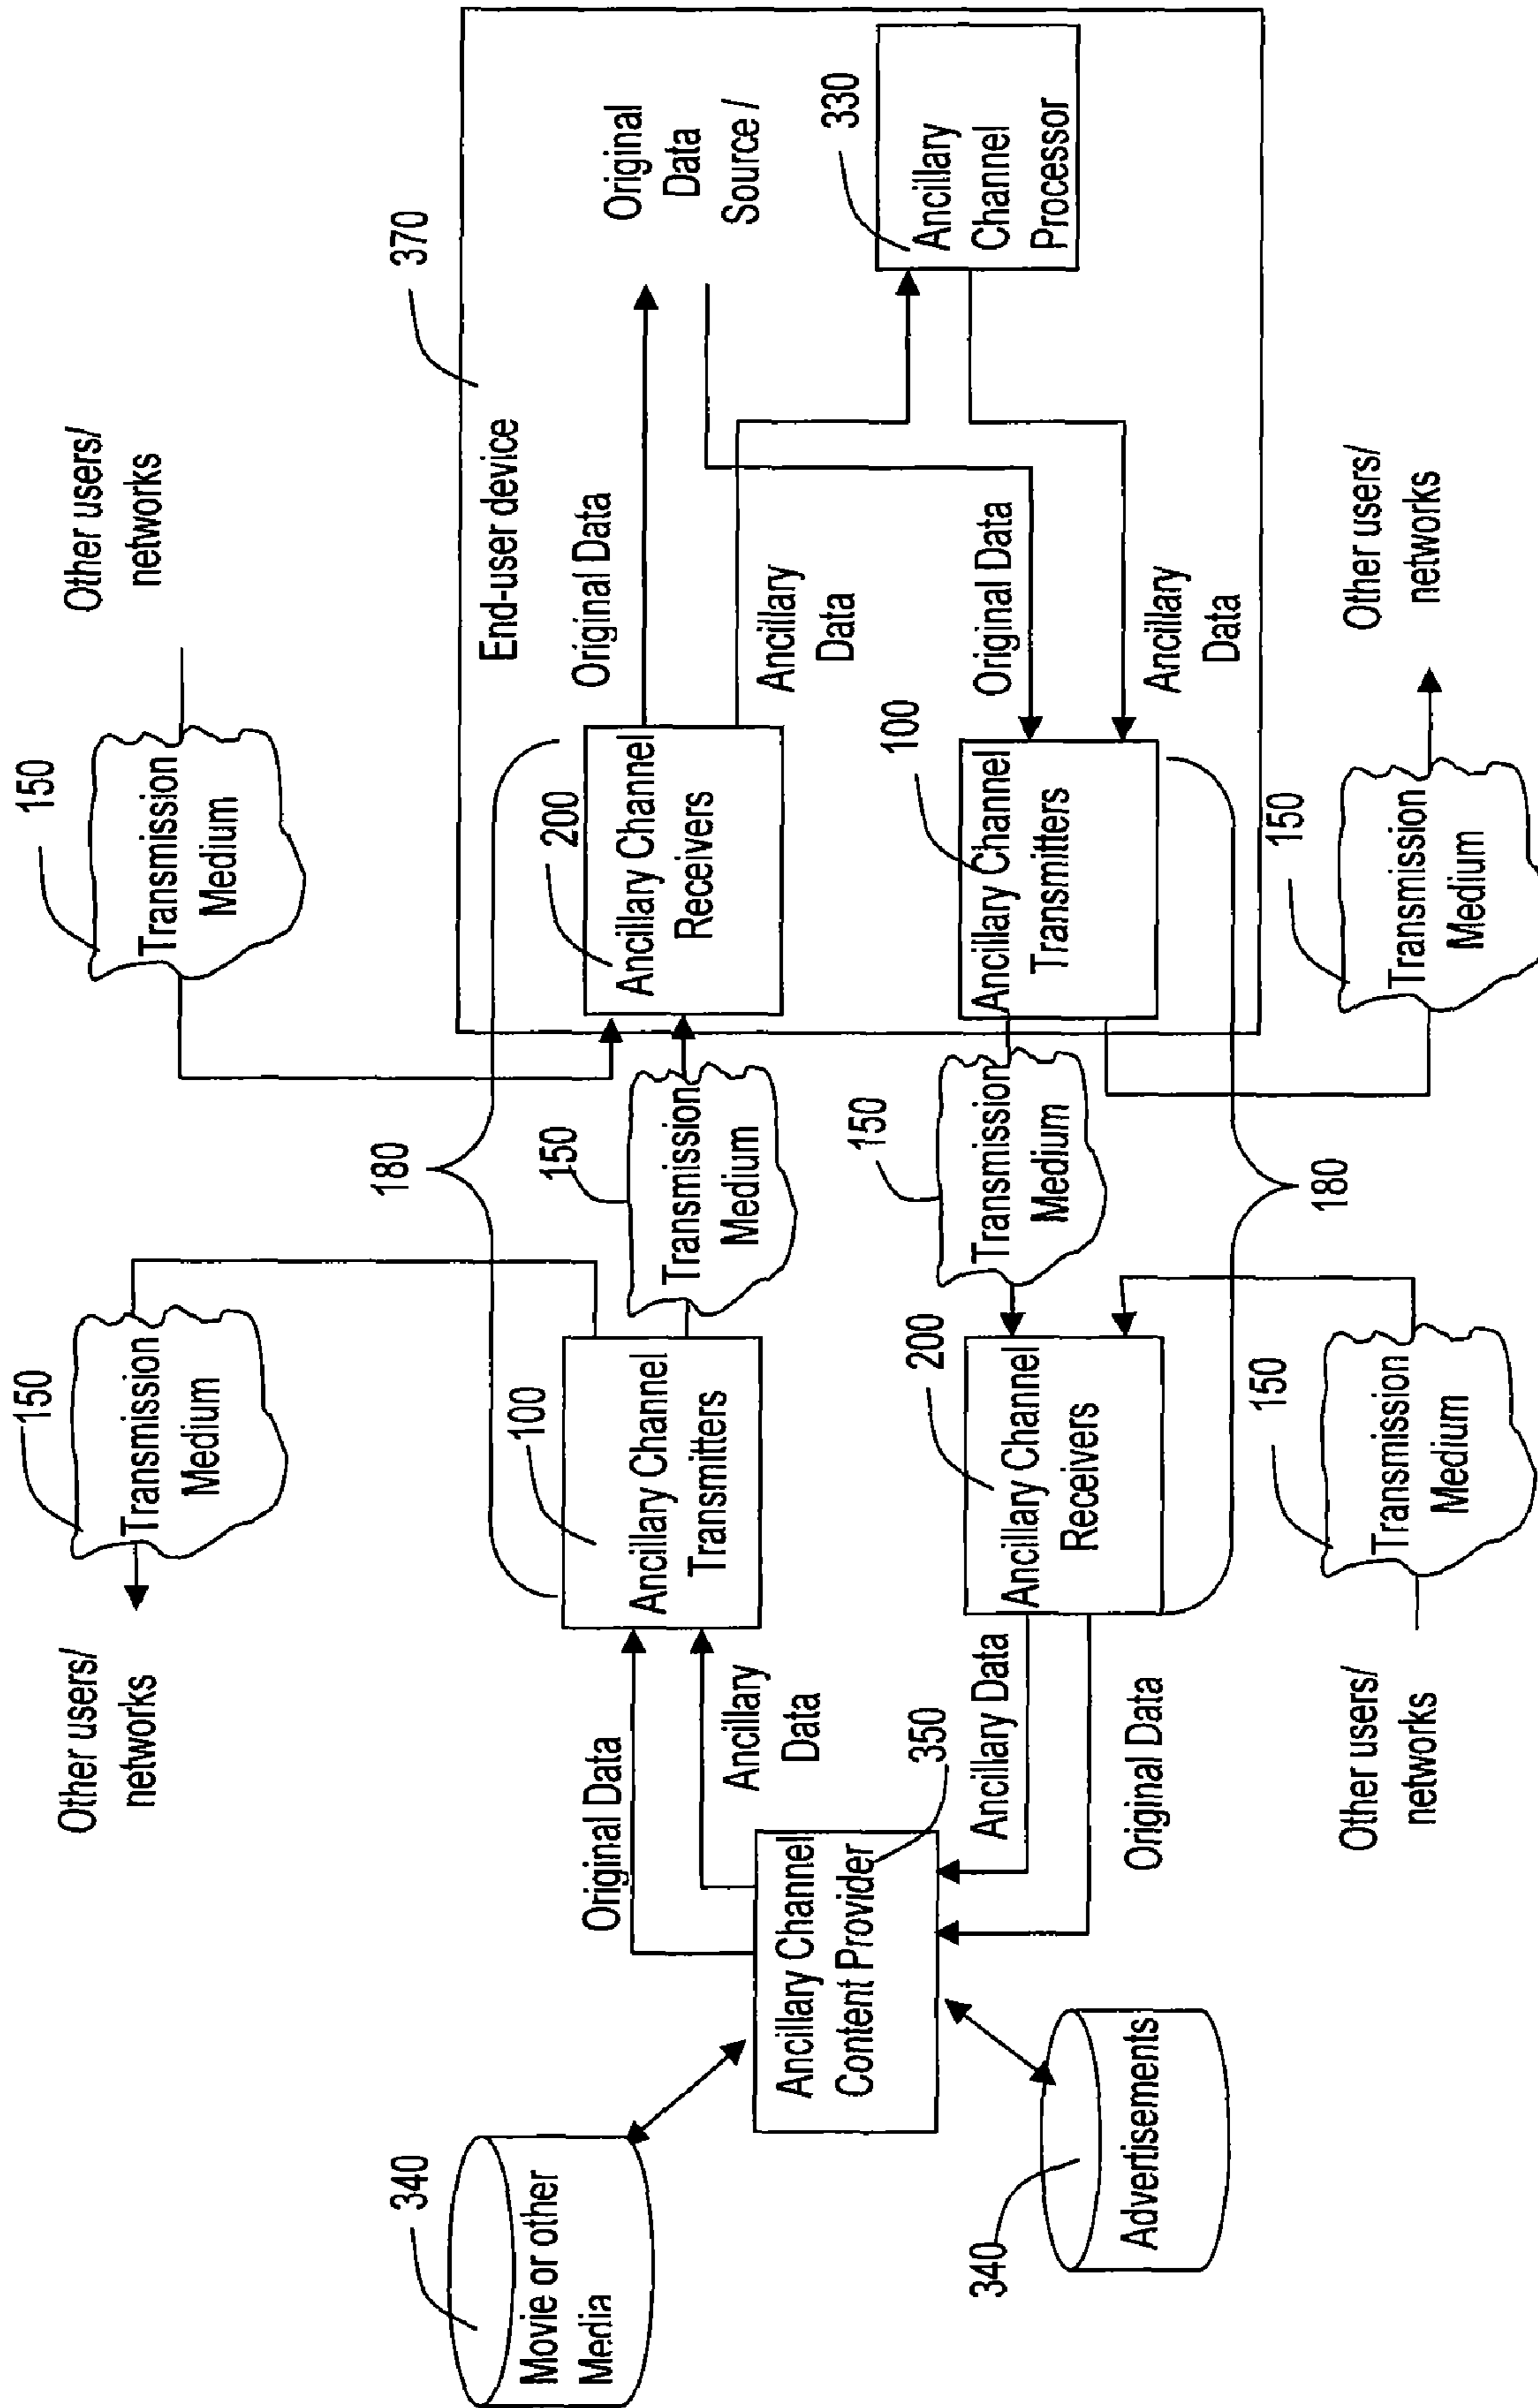 Other users/
networks
150
Transmission
Medium
150
Transmission
Medium
Other users/
networks
340
Movie or other
Media
180
370
End-user device
Original Data
100
Ancillary Channel
Transmitters
150
Transmission
Medium
200
Ancillary Channel
Receivers
Original Data
Original
Data
Source /
Ancillary
Data
Ancillary
Data
Ancillary Channel
Content Provider
350
330
Ancillary
Channel
Processor
Ancillary Data
200
Ancillary Channel
Receivers
150
Transmission
Medium
100
Ancillary Channel
Transmitters
Original Data
Original Data
Ancillary
Data
340
Advertisements
180
Other users/
networks
150
Transmission
Medium
150
Transmission
Medium
Other users/
networks